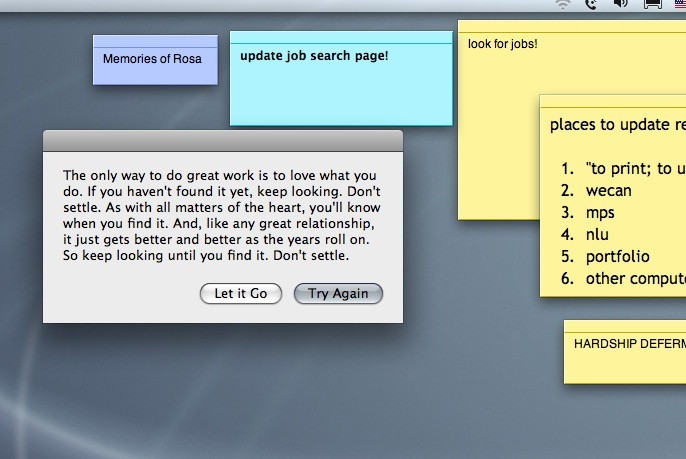 Memories of Rosa
update job search page!
look for jobs!
places to update
1. "to print; to
2. wecan
3. mps
4. nlu
5. portfolio
6. other
HARDSHIP
The only way to do great work is to love what you
do. If you haven't found it yet, keep looking. Don't
settle. As with all matters of the heart, you'll know
when you find it. And, like any great relationship,
it just gets better and better as the years roll on.
So keep looking until you find it. Don't settle.
Let it Go
Try Again